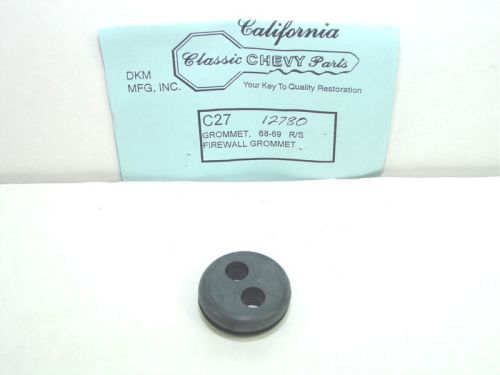 California
Classic CHEVY Parts
DKM
MFG, INC.
Your Key To Quality Restoration
C27 12780
GROMMET, 68-69 R/S
FIREWALL GROMMET